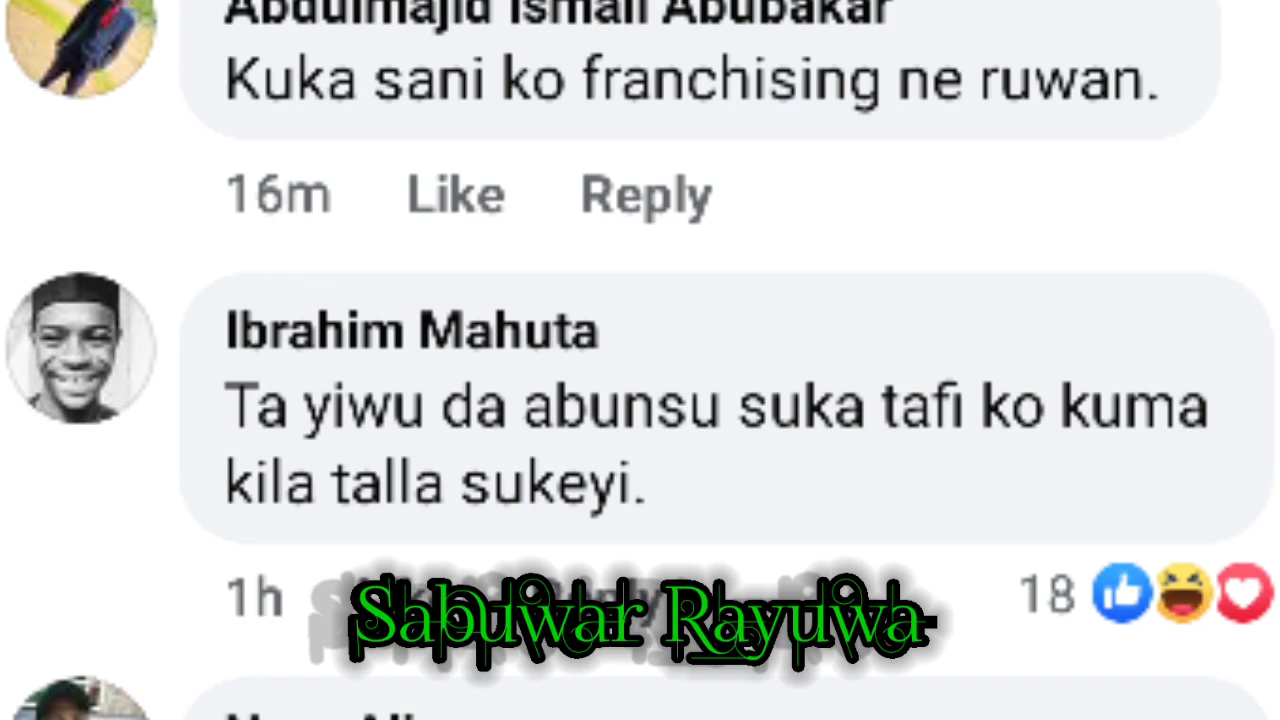 Abdulmajid Ismail Abubakar
Kuka sani ko franchising ne ruwan.
16m Like Reply
Ibrahim Mahuta
Ta yiwu da abunsu suka tafi ko kuma
kila talla sukeyi.
1h 18
Sabuwar Rayuwa